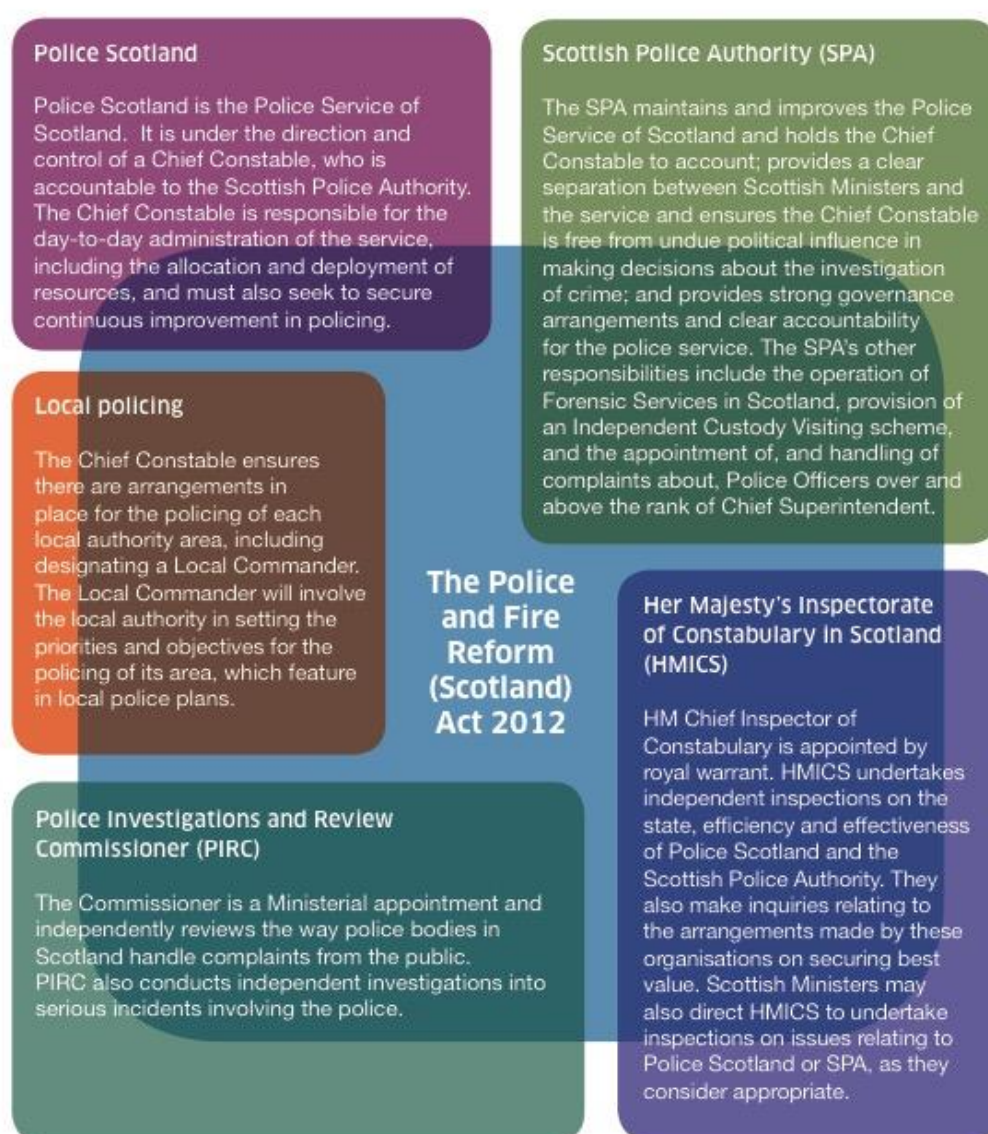 Police Scotland
Police Scotland is the Police Service of
Scotland. It is under the direction and
control of a Chief Constable, who is
accountable to the Scottish Police Authority.
The Chief Constable is responsible for the
day-to-day administration of the service,
including the allocation and deployment of
resources, and must also seek to secure
continuous improvement in policing.
Scottish Police Authority (SPA)
The SPA maintains and improves the Police
Service of Scotland and holds the Chief
Constable to account; provides a clear
separation between Scottish Ministers and
the service and ensures the Chief Constable
is free from undue political influence in
making decisions about the investigation
of crime; and provides strong governance
arrangements and clear accountability
for the police service. The SPA's other
responsibilities include the operation of
Forensic Services in Scotland, provision of
an Independent Custody Visiting scheme,
and the appointment of, and handling of
complaints about, Police Officers over and
above the rank of Chief Superintendent.
Local policing
The Chief Constable ensures
there are arrangements in
place for the policing of each
local authority area, including
designating a Local Commander.
The Local Commander will involve
the local authority in setting the
priorities and objectives for the
policing of its area, which feature
in local police plans.
The Police
and Fire
Reform
(Scotland)
Act 2012
Her Majesty's Inspectorate
of Constabulary in Scotland
(HMICS)
HM Chief Inspector of
Constabulary is appointed by
royal warrant. HMICS undertakes
independent inspections on the
state, efficiency and effectiveness
of Police Scotland and the
Scottish Police Authority. They
also make inquiries relating to
the arrangements made by these
organisations on securing best
value. Scottish Ministers may
also direct HMICS to undertake
inspections on issues relating to
Police Scotland or SPA, as they
consider appropriate.
Police Investigations and Review
Commissioner (PIRC)
The Commissioner is a Ministerial appointment and
independently reviews the way police bodies in
Scotland handle complaints from the public.
PIRC also conducts independent investigations into
serious incidents involving the police.